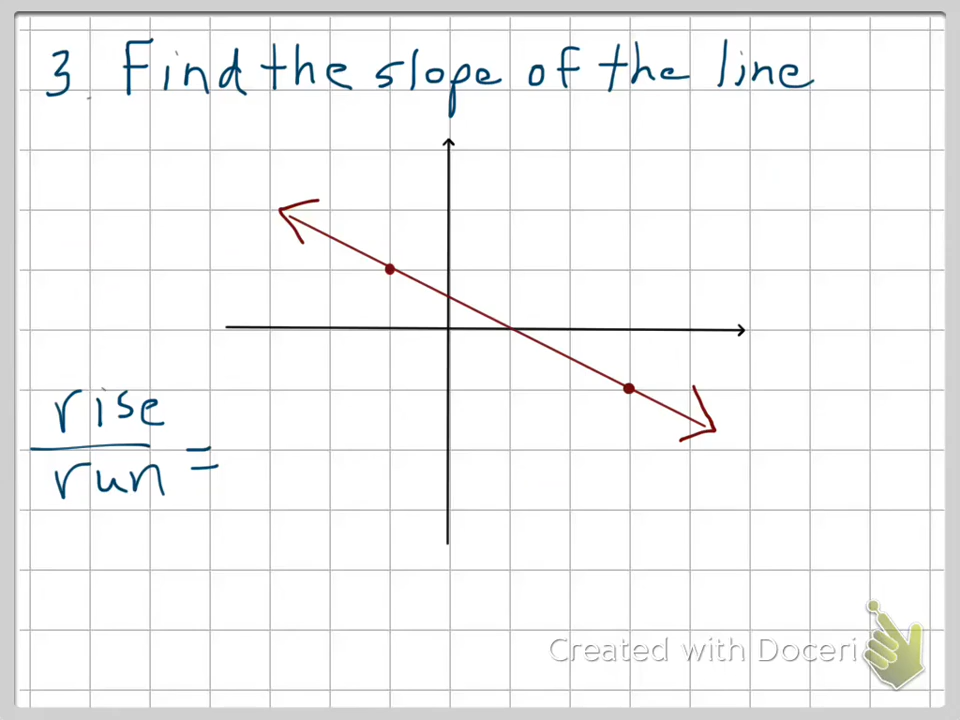 3. Find the slope of the line
rise
run =
Created with Doceri